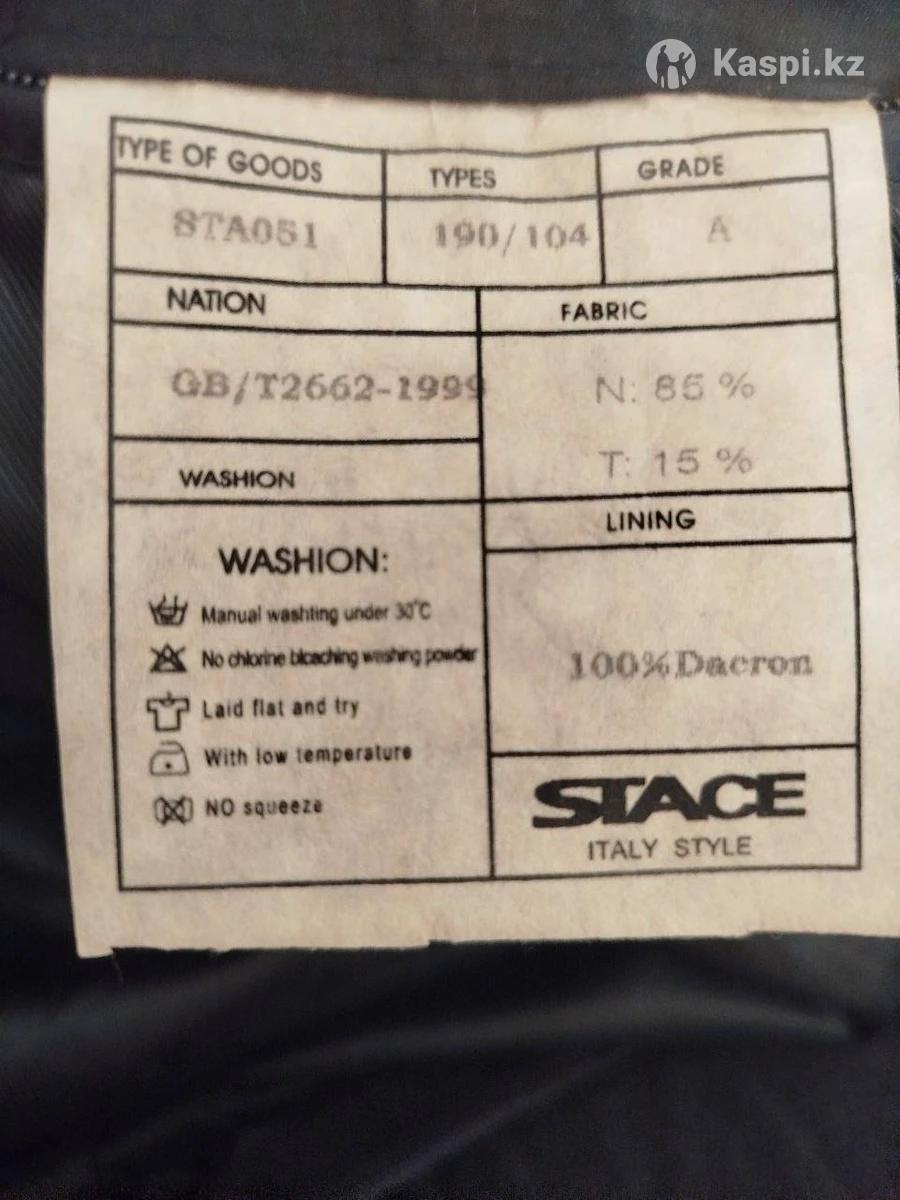 Kaspi.kz
TYPE OF GOODS TYPES GRADE
STA051 190/104 A
NATION FABRIC
GB/T2662-1999 N: 85 %
T: 15 %
WASHION LINING
WASHION:
Manual washting under 30°C
No chlorine bleaching washing powder
100%Dacron
Laid flat and try
With low temperature
NO squeeze
STACE
ITALY STYLE